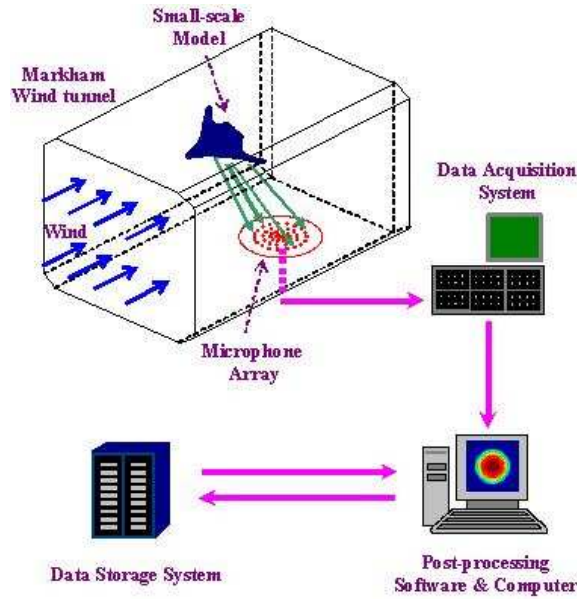 Small-scale
Model
Markham
Wind tunnel
Wind
Data Acquisition
System
Microphone
Array
Data Storage System
Post-processing
Software & Computer